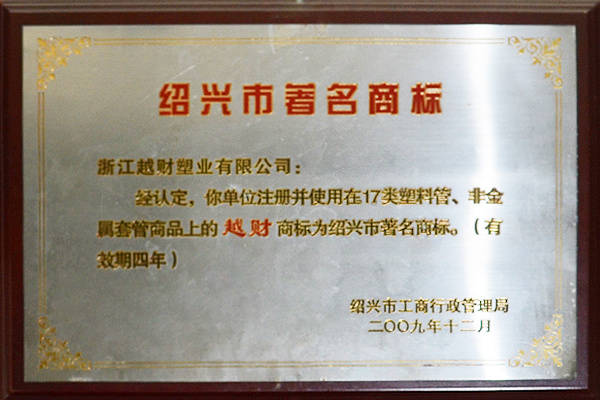 绍兴市著名商标
浙江越财塑业有限公司：
经认定，你单位注册并使用在17类塑料管、非金
属套管商品上的 越财 商标为绍兴市著名商标。（有
效期四年）
绍兴市工商行政管理局
二〇〇九年十二月